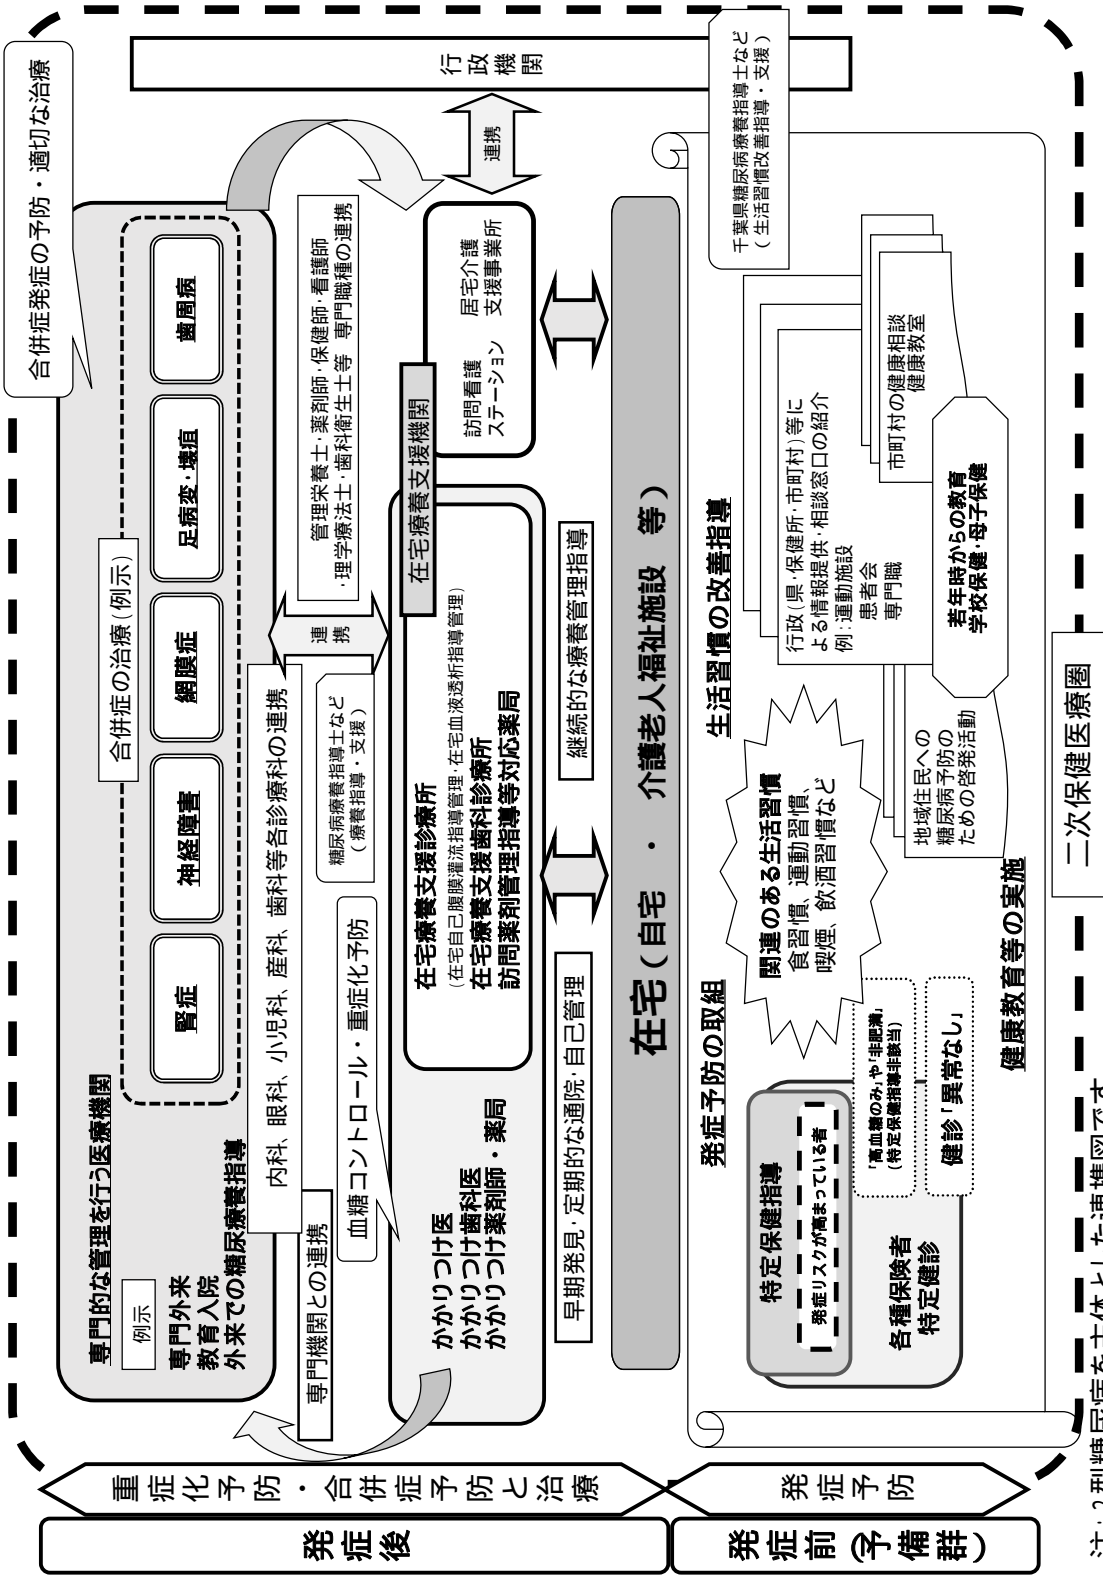 合併症発症の予防・適切な治療
専門的な管理を行う医療機関
例示
専門外来
教育入院
外来での糖尿療養指導
合併症の治療(例示)
腎症
神経障害
網膜症
足病変・壊疽
歯周病
内科、眼科、小児科、産科、歯科等各診療科の連携
専門機関との連携
血糖コントロール・重症化予防
糖尿病療養指導士など
(療養指導・支援)
連携
管理栄養士・薬剤師・保健師・看護師
・理学療法士・歯科衛生士等 専門職種の連携
かかりつけ医
かかりつけ歯科医
かかりつけ薬剤師・薬局
在宅療養支援診療所
(在宅自己腹膜灌流指導管理・在宅血液透析指導管理)
在宅療養支援歯科診療所
訪問薬剤管理指導等対応薬局
在宅療養支援機関
訪問看護
ステーション
居宅介護
支援事業所
連携
行政機関
早期発見・定期的な通院・自己管理
継続的な療養管理指導
在宅(自宅 ・ 介護老人福祉施設 等)
発症予防の取組
生活習慣の改善指導
千葉県糖尿病療養指導士など
(生活習慣改善指導・支援)
特定保健指導
発症リスクが高まっている者
各種保険者
特定健診
「高血糖のみ」や「非肥満」
(特定保健指導非該当)
健診「異常なし」
関連のある生活習慣
食習慣、運動習慣、
喫煙、飲酒習慣など
行政(県・保健所・市町村)等に
よる情報提供・相談窓口の紹介
例:運動施設
患者会
専門職
市町村の健康相談
健康教室
若年時からの教育
学校保健・母子保健
地域住民への
糖尿病予防の
ための啓発活動
健康教育等の実施
二次保健医療圏
重症化予防・合併症予防と治療
発症予防
発症後
発症前(予備群)
注:2型糖尿病を主体とした連携図です